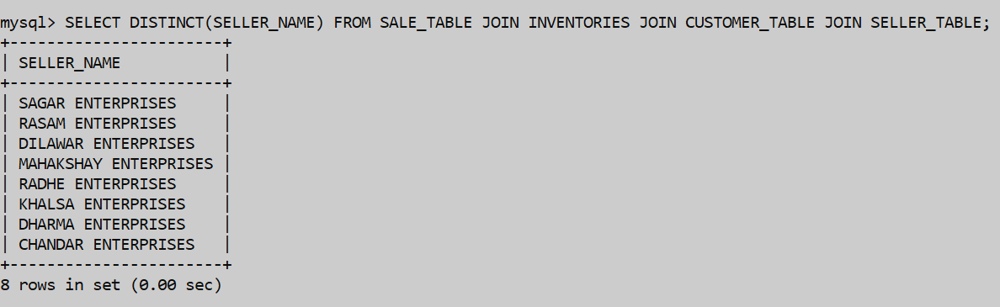 mysql> SELECT DISTINCT(SELLER_NAME) FROM SALE_TABLE JOIN INVENTORIES JOIN CUSTOMER_TABLE JOIN SELLER_TABLE;
+-----------------------+
| SELLER_NAME           |
+-----------------------+
| SAGAR ENTERPRISES     |
| RASAM ENTERPRISES     |
| DILAWAR ENTERPRISES   |
| MAHAKSHAY ENTERPRISES |
| RADHE ENTERPRISES     |
| KHALSA ENTERPRISES    |
| DHARMA ENTERPRISES    |
| CHANDAR ENTERPRISES   |
+-----------------------+
8 rows in set (0.00 sec)